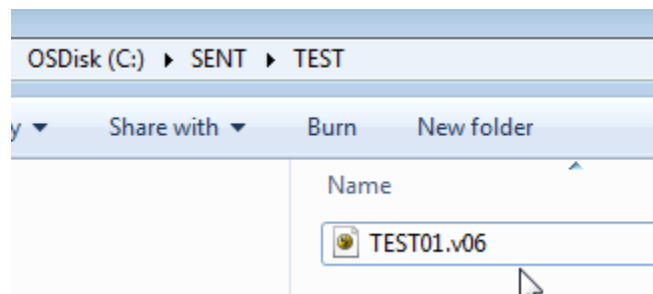 OSDisk (C:) ▸ SENT ▸ TEST
y ▾ Share with ▾ Burn New folder
Name
TEST01.v06